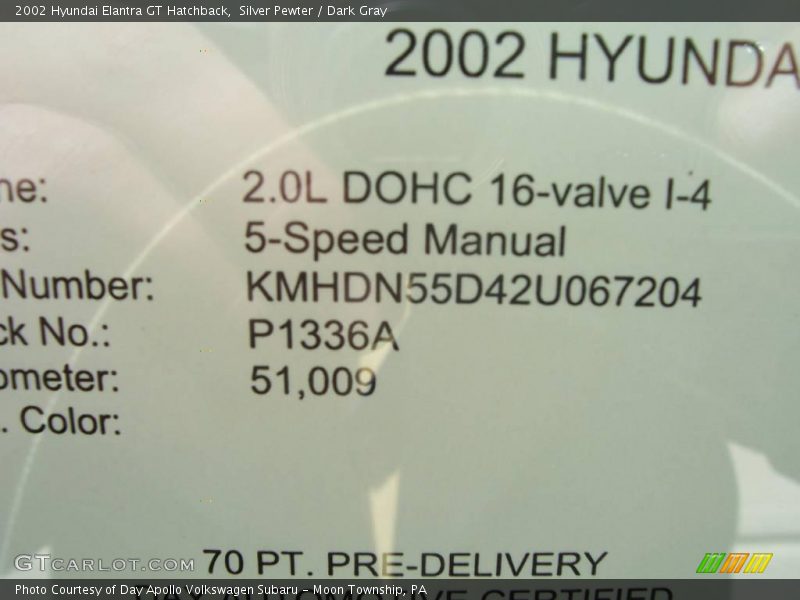 2002 Hyundai Elantra GT Hatchback, Silver Pewter / Dark Gray
2002 HYUNDA
ne: 2.0L DOHC 16-valve I-4
s: 5-Speed Manual
Number: KMHDN55D42U067204
ck No.: P1336A
ometer: 51,009
. Color:
70 PT. PRE-DELIVERY
GTCARLOT.COM
Photo Courtesy of Day Apollo Volkswagen Subaru - Moon Township, PA